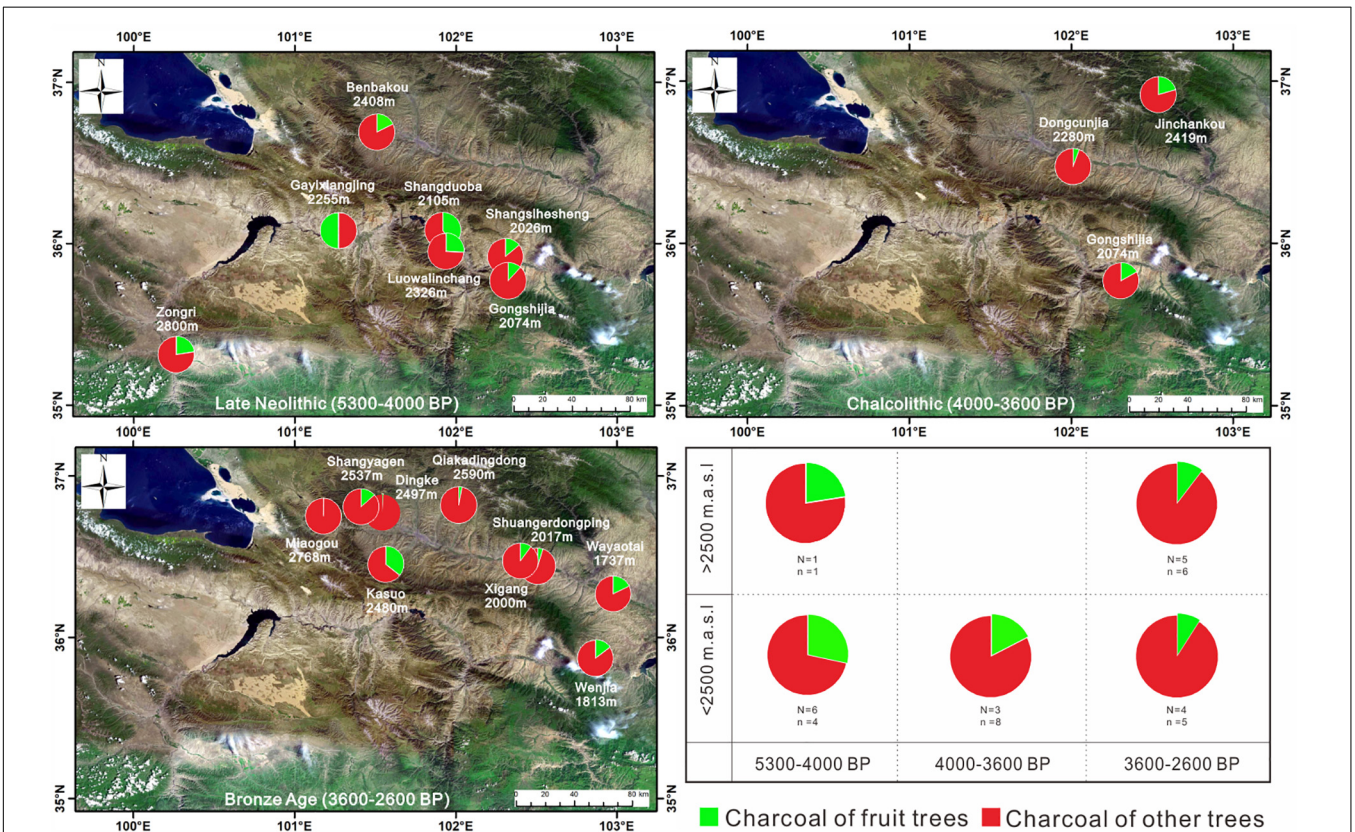 100°E 101°E 102°E 103°E
37°N
36°N
35°N
N
Benbakou
2408m
Gayixiangjing
2255m
Shangduoba
2105m
Shangsihesheng
2026m
Luowalinchang
2326m
Gongshijia
2074m
Zongri
2800m
Late Neolithic (5300-4000 BP)
0 20 40 60 80 km
100°E 101°E 102°E 103°E
37°N
36°N
35°N
N
Jinchankou
2419m
Dongcunjia
2280m
Gongshijia
2074m
Chalcolithic (4000-3600 BP)
0 20 40 60 80 km
100°E 101°E 102°E 103°E
37°N
36°N
35°N
N
Shangyagen
2537m
Dingke
2497m
Qiakadingdong
2590m
Miaogou
2768m
Kasuo
2480m
Shuangerdongping
2017m
Xigang
2000m
Wayaotai
1737m
Wenjia
1813m
Bronze Age (3600-2600 BP)
0 20 40 60 80 km
>2500 m.a.s.l
N=1
n =1
N=5
n =6
<2500 m.a.s.l
N=6
n =4
N=3
n =8
N=4
n =5
5300-4000 BP
4000-3600 BP
3600-2600 BP
Charcoal of fruit trees
Charcoal of other trees